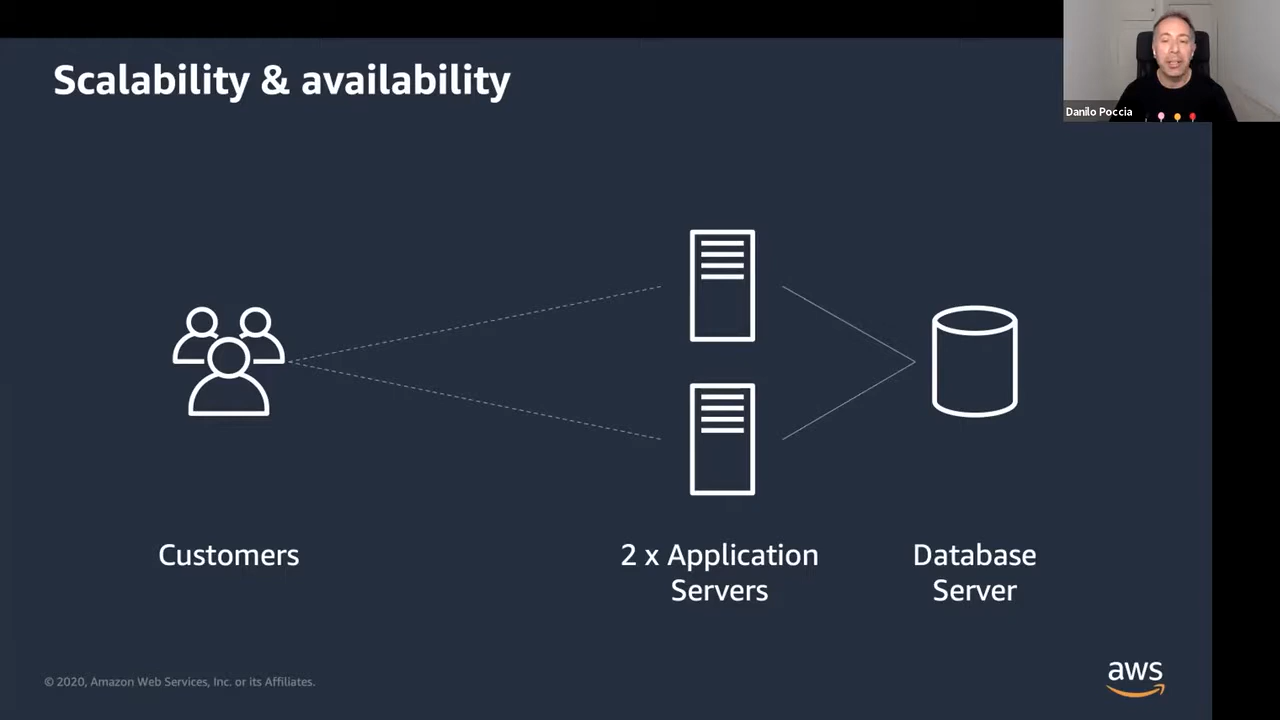 Scalability & availability
Danilo Poccia
Customers
2 x Application
Servers
Database
Server
© 2020, Amazon Web Services, Inc. or its Affiliates.
aws